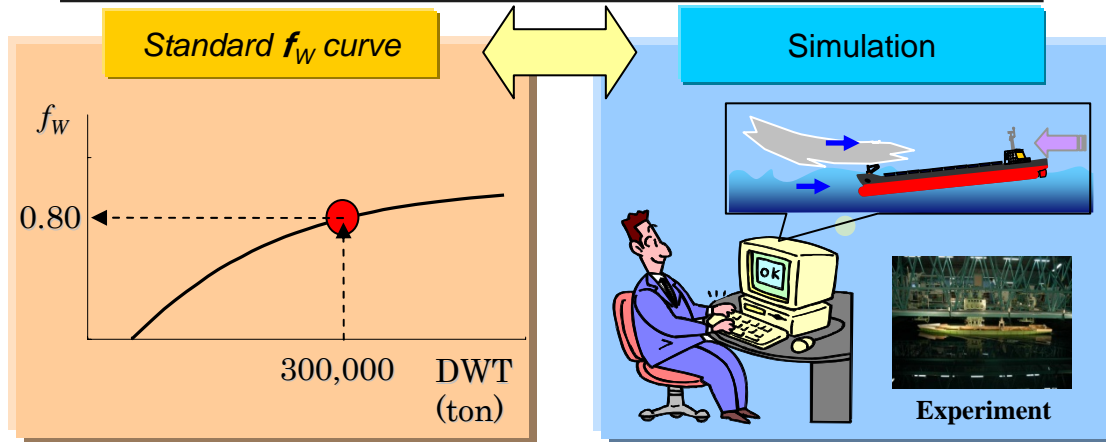 Standard fw curve
Simulation
fw
0.80
300,000
DWT
(ton)
OK
Experiment